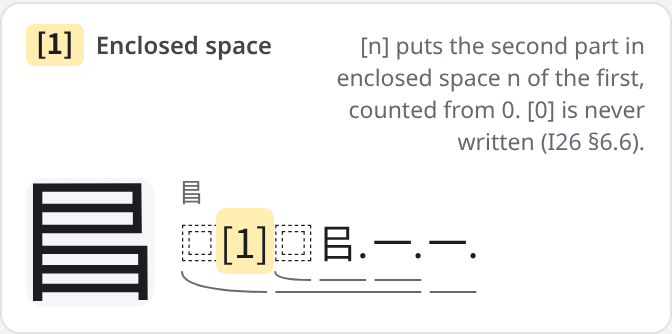 [1] Enclosed space
[n] puts the second part in
enclosed space n of the first,
counted from 0. [0] is never
written (I26 §6.6).
⿴[1]⿴㠯.一.一.